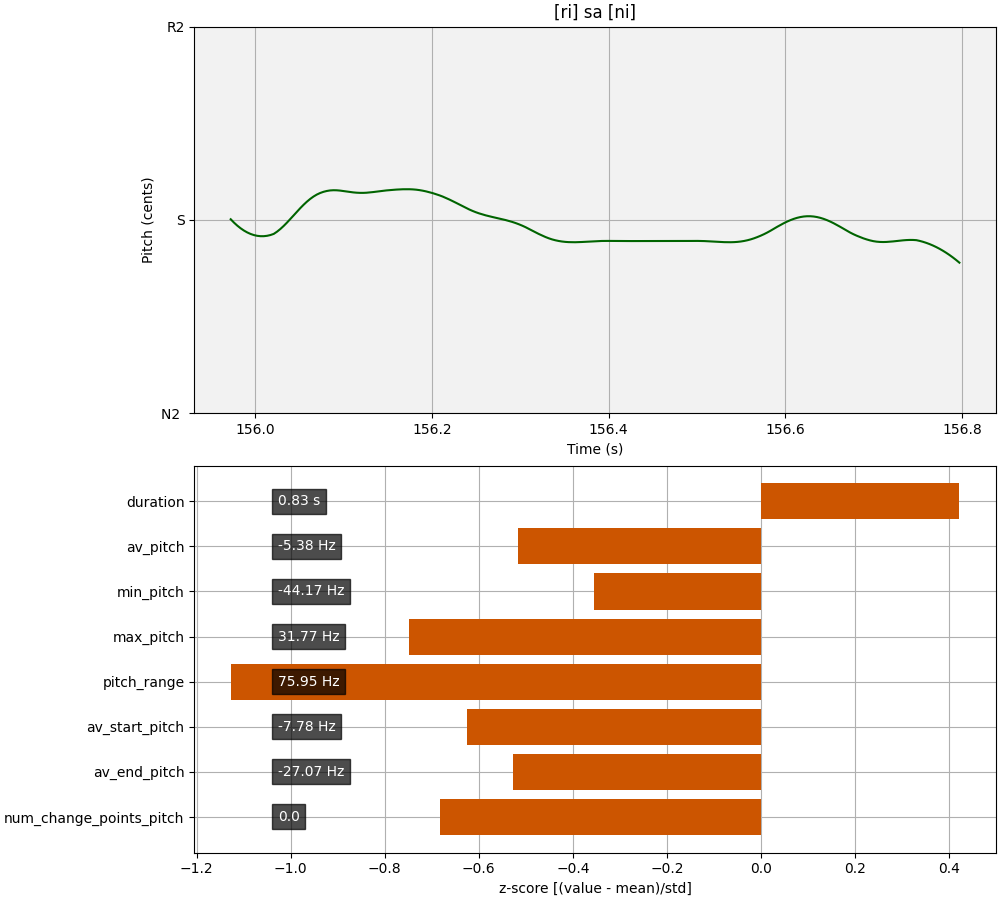 [ri] sa [ni]
R2
S
N2
Pitch (cents)
156.0 156.2 156.4 156.6 156.8
Time (s)
duration 0.83 s
av_pitch -5.38 Hz
min_pitch -44.17 Hz
max_pitch 31.77 Hz
pitch_range 75.95 Hz
av_start_pitch -7.78 Hz
av_end_pitch -27.07 Hz
num_change_points_pitch 0.0
−1.2 −1.0 −0.8 −0.6 −0.4 −0.2 0.0 0.2 0.4
z-score [(value - mean)/std]